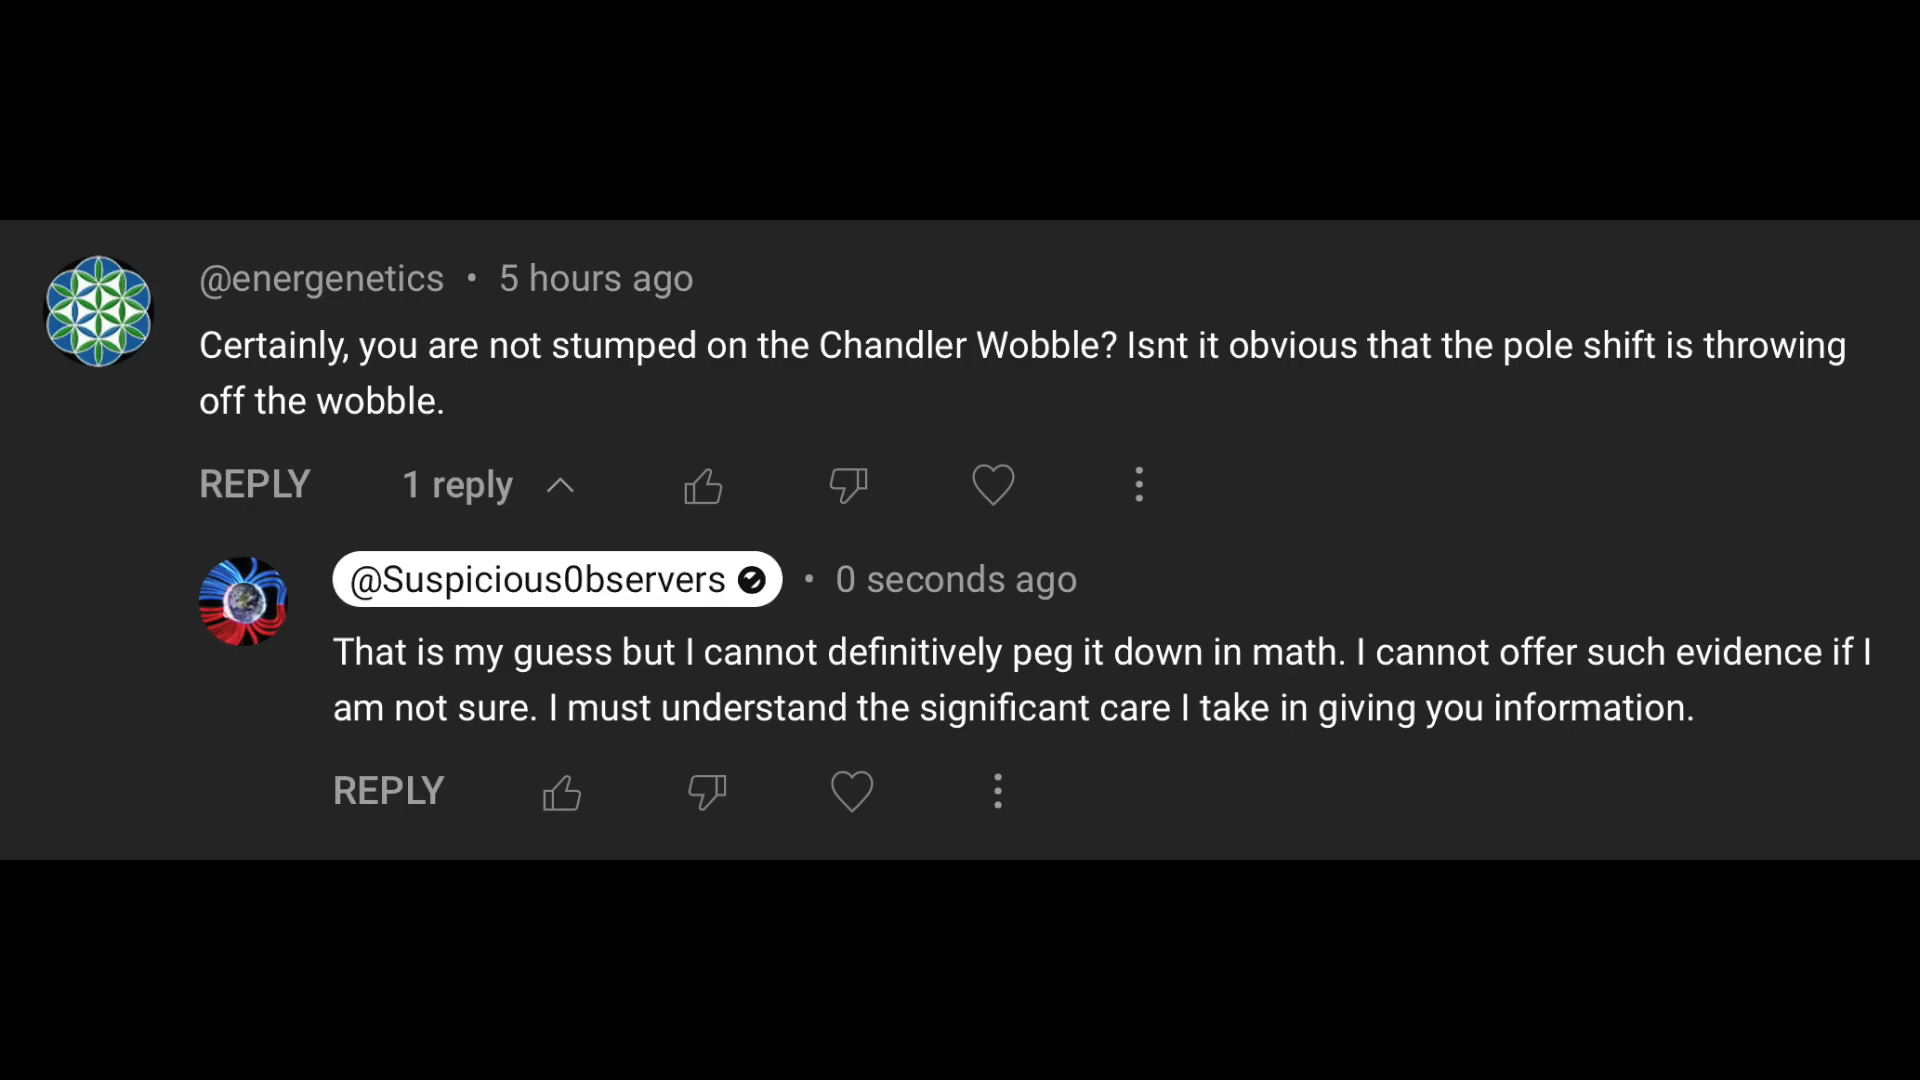 @energenetics • 5 hours ago
Certainly, you are not stumped on the Chandler Wobble? Isnt it obvious that the pole shift is throwing
off the wobble.
REPLY 1 reply
@Suspicious0bservers • 0 seconds ago
That is my guess but I cannot definitively peg it down in math. I cannot offer such evidence if I
am not sure. I must understand the significant care I take in giving you information.
REPLY